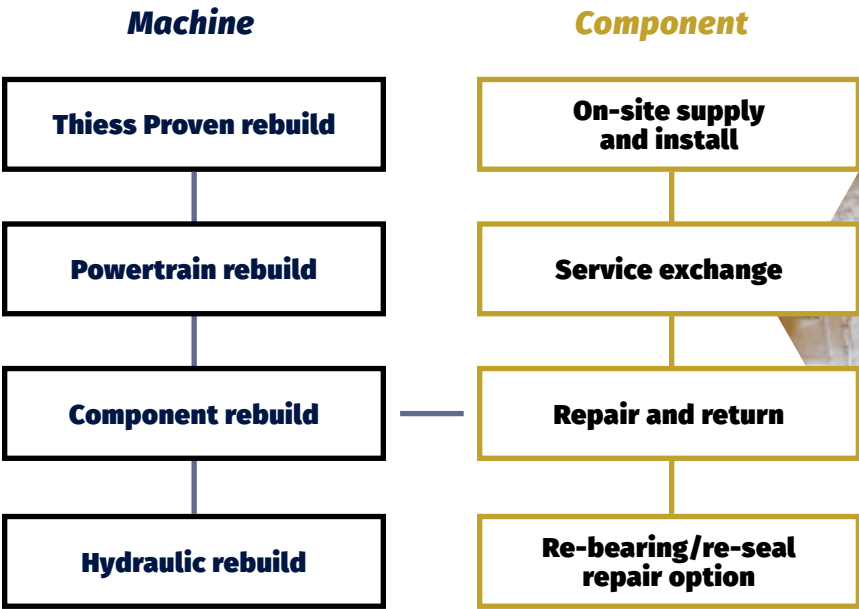 Machine
Thiess Proven rebuild
Powertrain rebuild
Component rebuild
Hydraulic rebuild
Component
On-site supply
and install
Service exchange
Repair and return
Re-bearing/re-seal
repair option